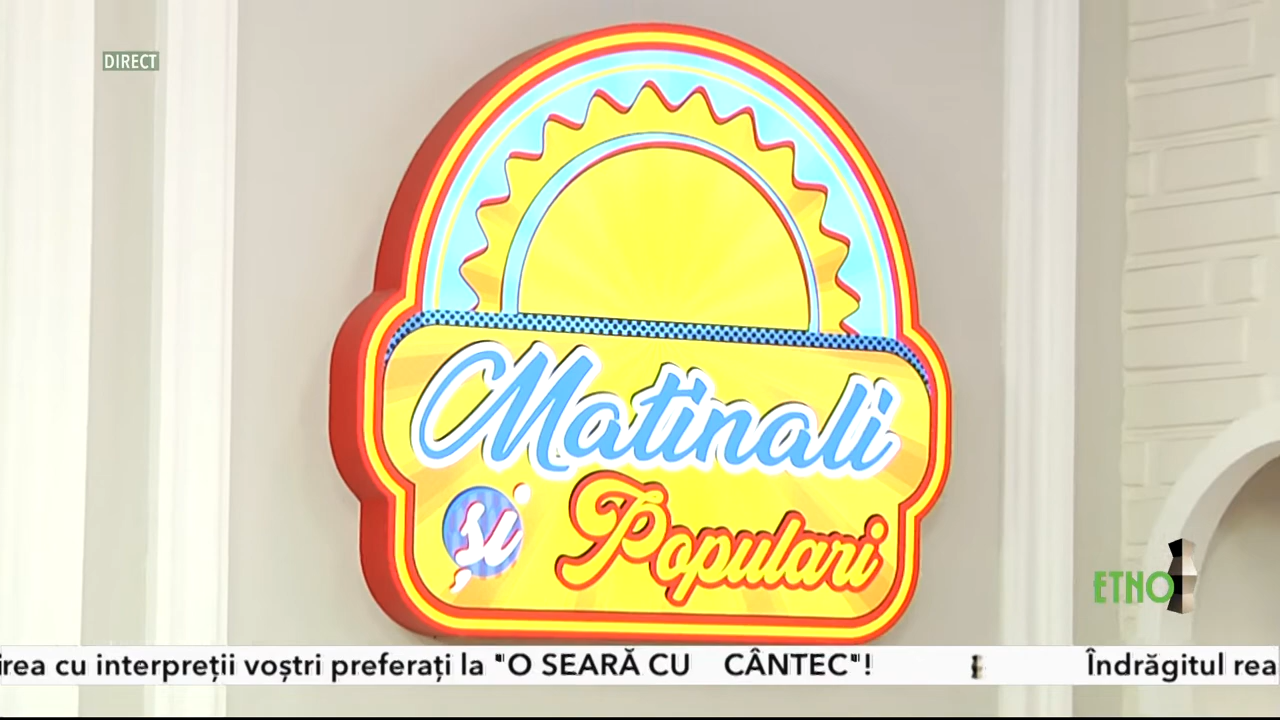 DIRECT
Matinali
și Populari
ETNO
irea cu interpreții voștri preferați la "O SEARĂ CU CÂNTEC"! Îndrăgitul rea